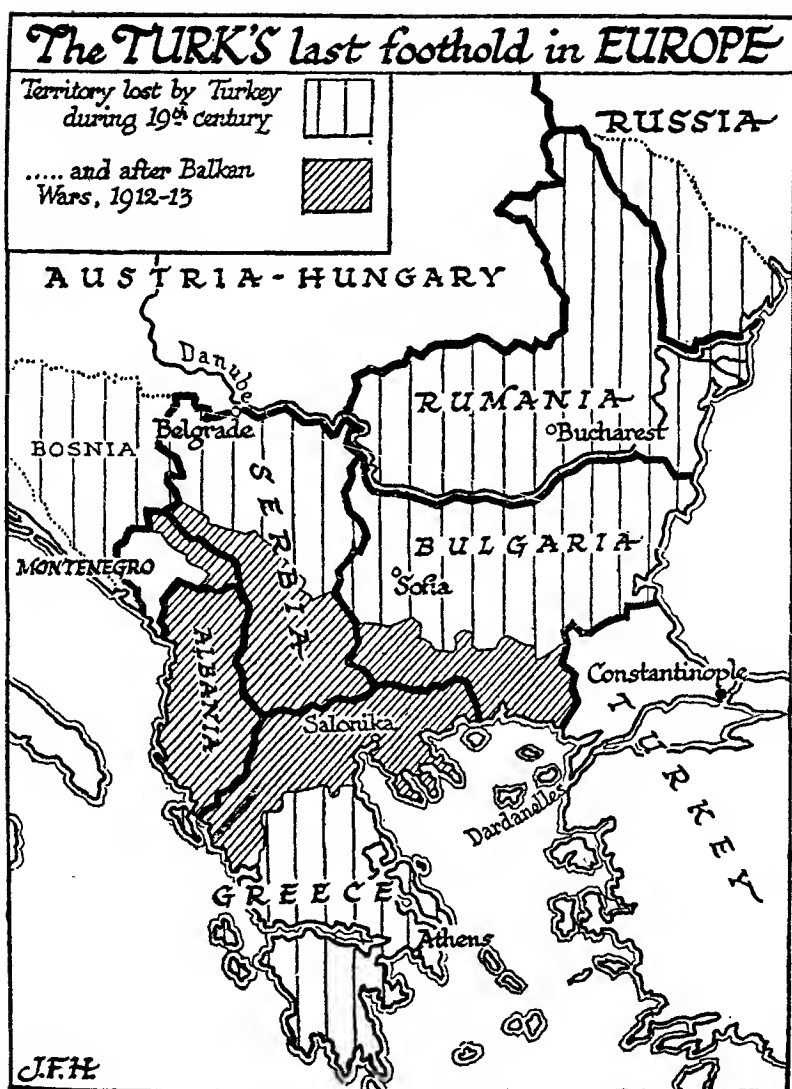 The TURK'S last foothold in EUROPE
Territory lost by Turkey
during 19th century
..... and after Balkan
Wars, 1912-13
RUSSIA
AUSTRIA-HUNGARY
Danube
RUMANIA
Bucharest
Belgrade
BOSNIA
SERBIA
BULGARIA
Sofia
MONTENEGRO
ALBANIA
Constantinople
Salonika
TURKEY
Dardanelles
GREECE
Athens
J.F.H